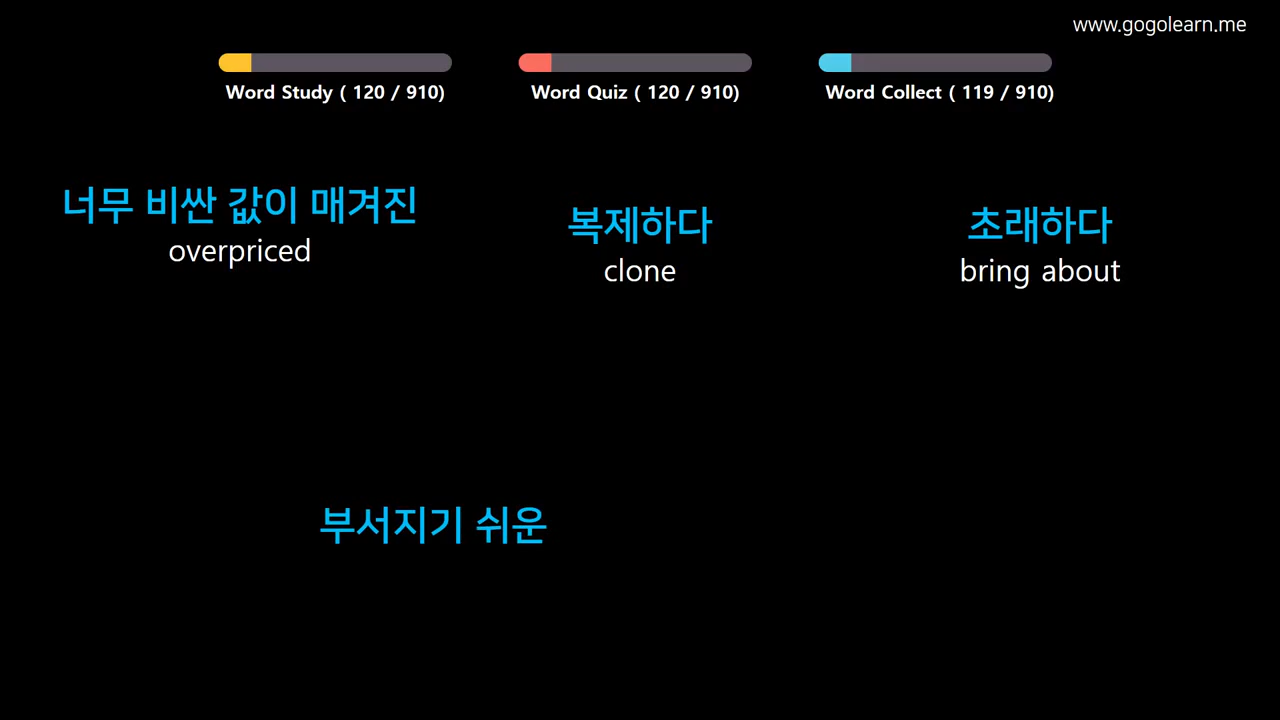 www.gogolearn.me
Word Study ( 120 / 910)
Word Quiz ( 120 / 910)
Word Collect ( 119 / 910)
너무 비싼 값이 매겨진
overpriced
복제하다
clone
초래하다
bring about
부서지기 쉬운